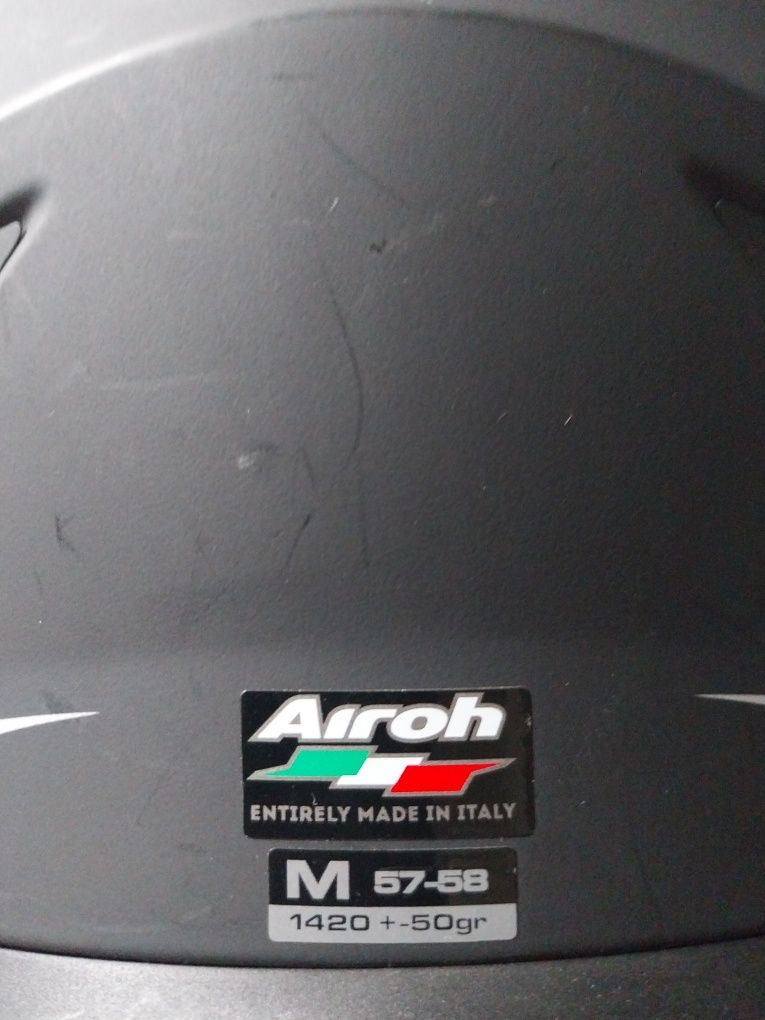 Airoh
ENTIRELY MADE IN ITALY
M 57-58
1420 +-50gr